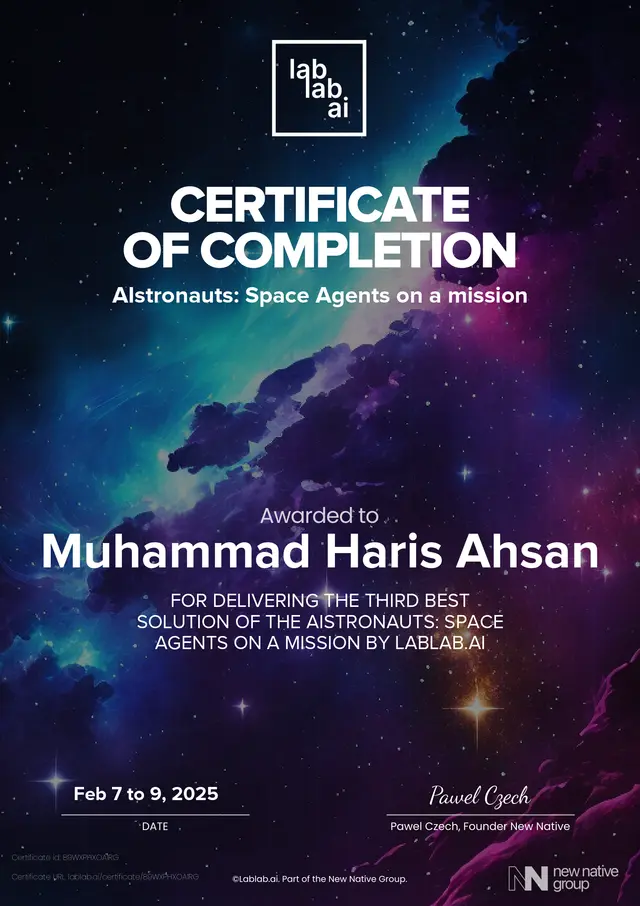 lab
lab
ai
CERTIFICATE
OF COMPLETION
AIstronauts: Space Agents on a mission
Awarded to
Muhammad Haris Ahsan
FOR DELIVERING THE THIRD BEST
SOLUTION OF THE AISTRONAUTS: SPACE
AGENTS ON A MISSION BY LABLAB.AI
Feb 7 to 9, 2025
DATE
Pawel Czech
Pawel Czech, Founder New Native
Certificate id:
Certificate URL: lablab.ai/certificate/
©Lablab.ai. Part of the New Native Group.
NN new native
group